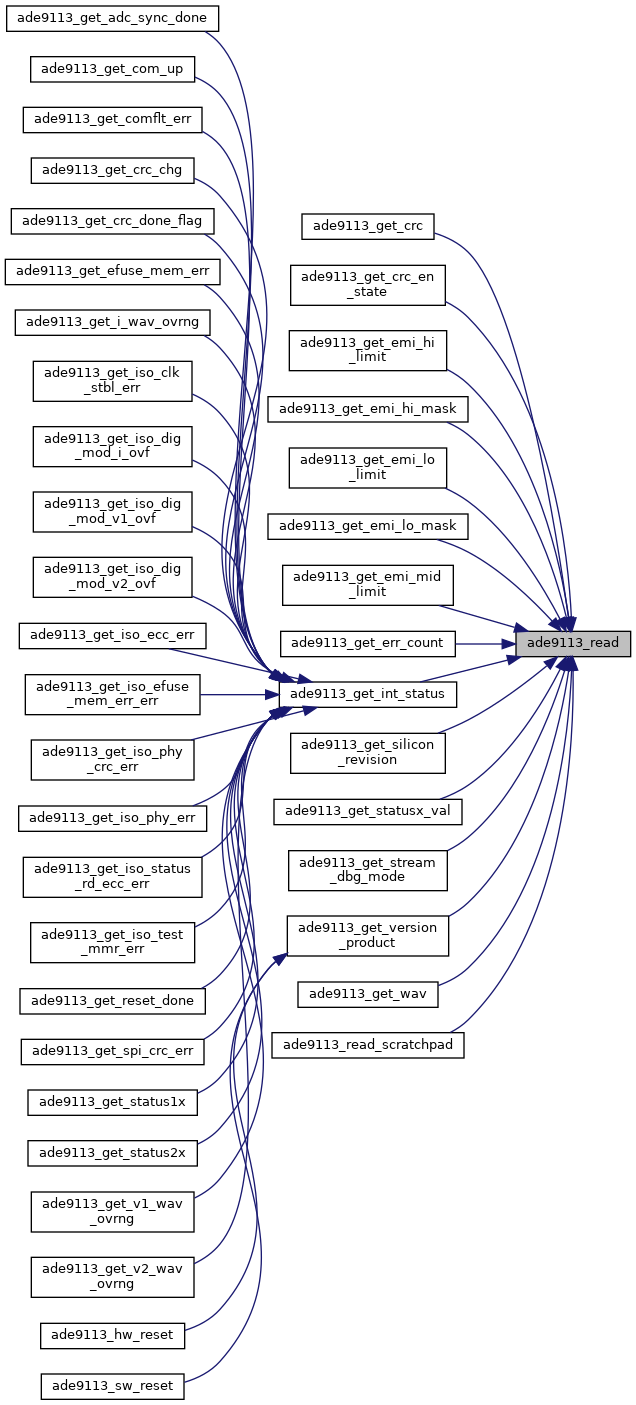 ade9113_get_adc_sync_done
ade9113_get_com_up
ade9113_get_comflt_err
ade9113_get_crc_chg
ade9113_get_crc_done_flag
ade9113_get_efuse_mem_err
ade9113_get_i_wav_ovrng
ade9113_get_iso_clk
_stbl_err
ade9113_get_iso_dig
_mod_i_ovf
ade9113_get_iso_dig
_mod_v1_ovf
ade9113_get_iso_dig
_mod_v2_ovf
ade9113_get_iso_ecc_err
ade9113_get_iso_efuse
_mem_err_err
ade9113_get_iso_phy
_crc_err
ade9113_get_iso_phy_err
ade9113_get_iso_status
_rd_ecc_err
ade9113_get_iso_test
_mmr_err
ade9113_get_reset_done
ade9113_get_spi_crc_err
ade9113_get_status1x
ade9113_get_status2x
ade9113_get_v1_wav
_ovrng
ade9113_get_v2_wav
_ovrng
ade9113_hw_reset
ade9113_sw_reset
ade9113_get_crc
ade9113_get_crc_en
_state
ade9113_get_emi_hi
_limit
ade9113_get_emi_hi_mask
ade9113_get_emi_lo
_limit
ade9113_get_emi_lo_mask
ade9113_get_emi_mid
_limit
ade9113_get_err_count
ade9113_get_int_status
ade9113_get_silicon
_revision
ade9113_get_statusx_val
ade9113_get_stream
_dbg_mode
ade9113_get_version
_product
ade9113_get_wav
ade9113_read_scratchpad
ade9113_read